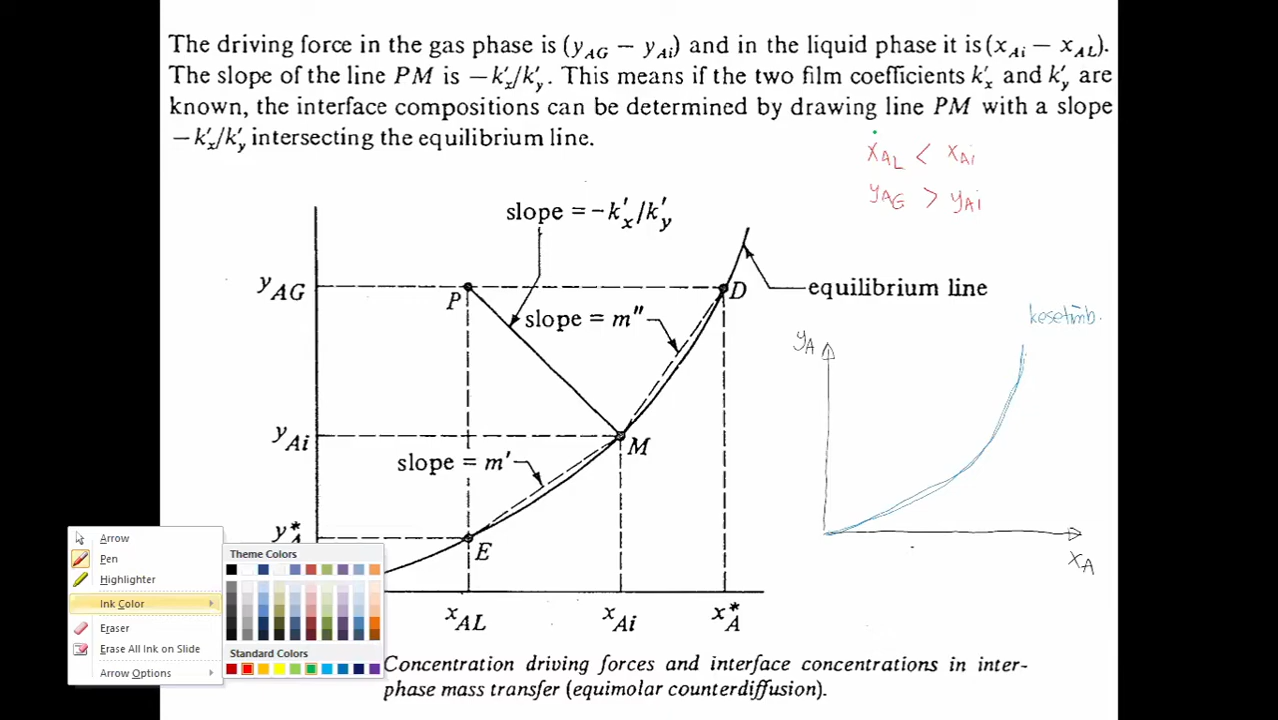 The driving force in the gas phase is (y_AG − y_Ai) and in the liquid phase it is (x_Ai − x_AL).
The slope of the line PM is −k'_x/k'_y. This means if the two film coefficients k'_x and k'_y are
known, the interface compositions can be determined by drawing line PM with a slope
−k'_x/k'_y intersecting the equilibrium line.
x_AL < x_Ai
y_AG > y_Ai
slope = −k'_x/k'_y
y_AG
P
D
equilibrium line
slope = m″
kesetimb.
y_A
y_Ai
M
slope = m′
y*_A
E
x_A
x_AL
x_Ai
x*_A
Arrow
Pen
Highlighter
Ink Color
Eraser
Erase All Ink on Slide
Arrow Options
Theme Colors
Standard Colors
Concentration driving forces and interface concentrations in inter-
phase mass transfer (equimolar counterdiffusion).